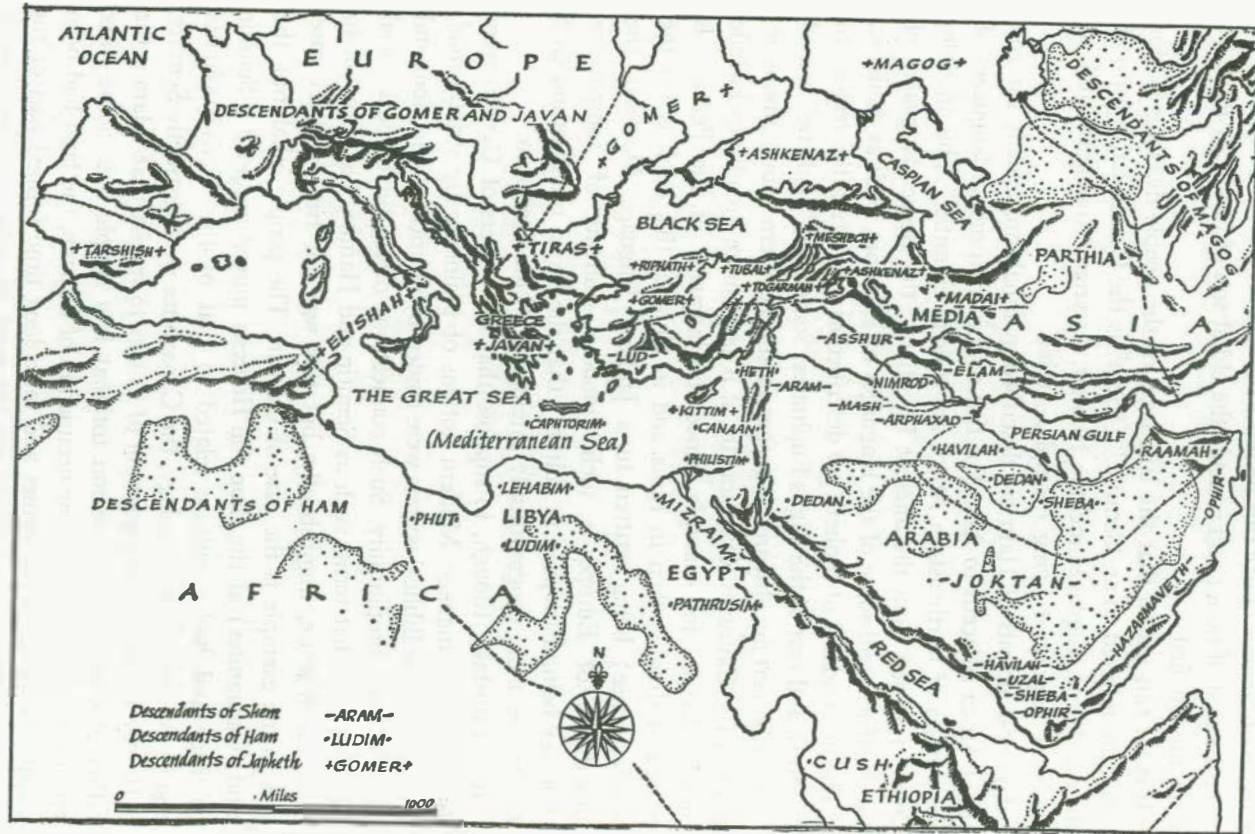 ATLANTIC
OCEAN
EUROPE
DESCENDANTS OF GOMER AND JAVAN
+GOMER+
+MAGOG+
DESCENDANTS OF MAGOG
+ASHKENAZ+
CASPIAN SEA
BLACK SEA
+TARSHISH+
+TIRAS+
+MESHECH+
PARTHIA
+RIPHATH+
+TUBAL+
+ASHKENAZ+
+TOGARMAH+
+GOMER+
+MADAI+
MEDIA
ASIA
+ELISHAH+
GREECE
+JAVAN+
-LUD-
-ASSHUR-
-ELAM-
•HETH•
-ARAM-
NIMROD•
-MASH-
-ARPHAXAD
THE GREAT SEA
(Mediterranean Sea)
•CAPHTORIM•
+KITTIM+
•CANAAN•
PERSIAN GULF
•HAVILAH•
RAAMAH•
•PHILISTIM•
•DEDAN•
•DEDAN•
•SHEBA•
-OPHIR-
DESCENDANTS OF HAM
•LEHABIM•
•PHUT•
LIBYA
•LUDIM•
•MIZRAIM•
ARABIA
AFRICA
EGYPT
•PATHRUSIM•
-JOKTAN-
-HAZARMAVETH-
RED SEA
-HAVILAH-
-UZAL-
-SHEBA-
-OPHIR-
N
•CUSH•
ETHIOPIA
Descendants of Shem -ARAM-
Descendants of Ham •LUDIM•
Descendants of Japheth +GOMER+
0 • Miles 1000